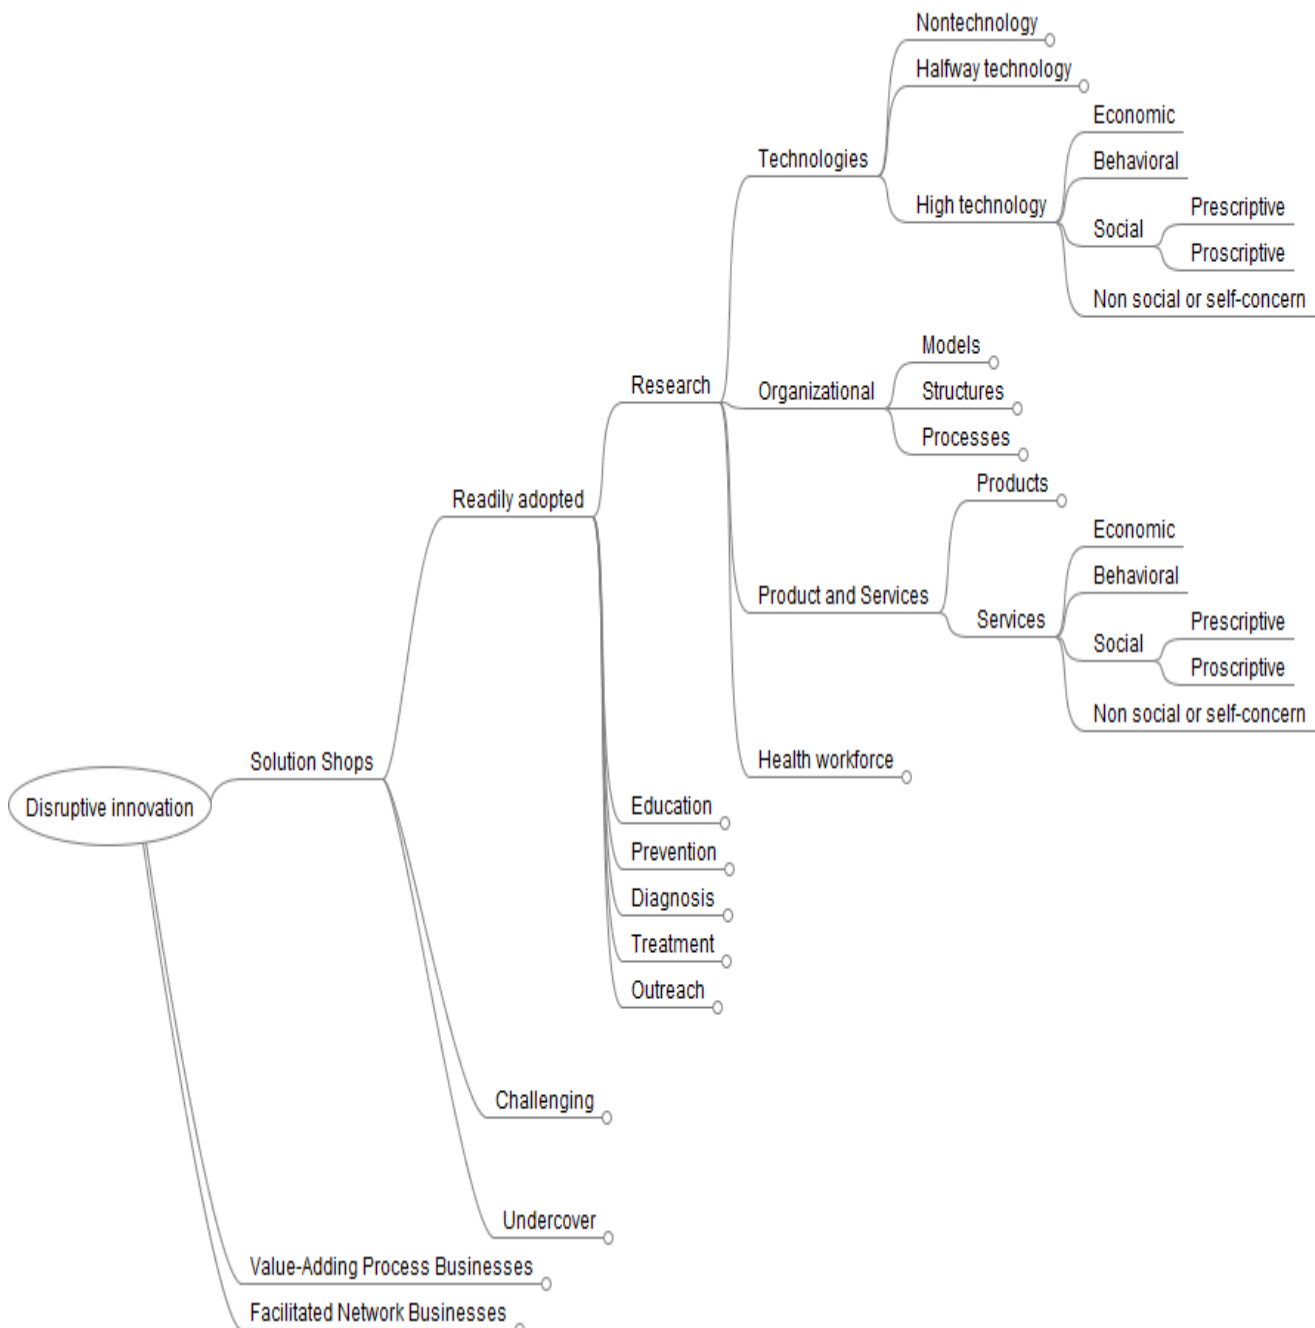 Nontechnology
Halfway technology
Economic
Technologies
Behavioral
High technology
Prescriptive
Social
Proscriptive
Non social or self-concern
Models
Research
Organizational
Structures
Processes
Products
Readily adopted
Economic
Behavioral
Product and Services
Services
Prescriptive
Social
Proscriptive
Non social or self-concern
Solution Shops
Health workforce
Disruptive innovation
Education
Prevention
Diagnosis
Treatment
Outreach
Challenging
Undercover
Value-Adding Process Businesses
Facilitated Network Businesses